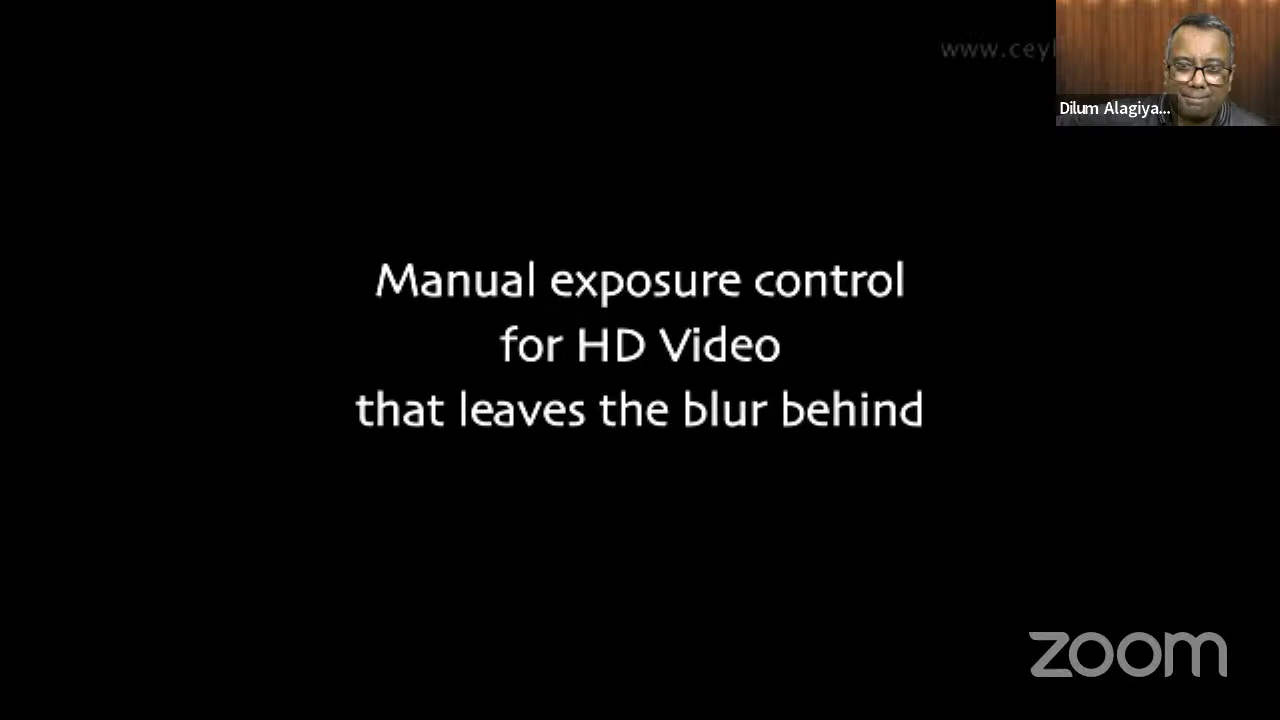 Dilum Alagiya...
Manual exposure control
for HD Video
that leaves the blur behind
zoom